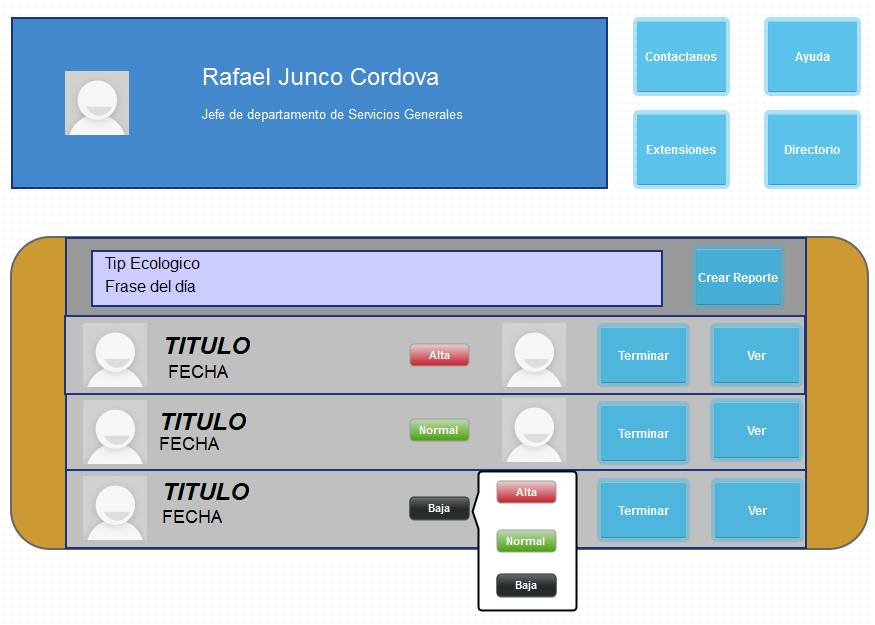 Rafael Junco Cordova
Jefe de departamento de Servicios Generales
Contactanos
Ayuda
Extensiones
Directorio
Tip Ecologico
Frase del día
Crear Reporte
TITULO
FECHA
Alta
Terminar
Ver
TITULO
FECHA
Normal
Terminar
Ver
TITULO
FECHA
Baja
Alta
Normal
Baja
Terminar
Ver